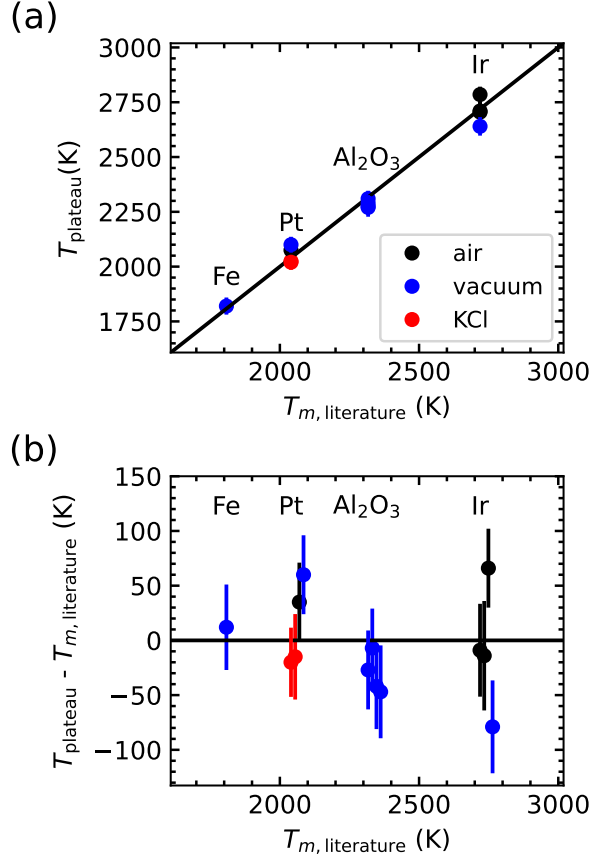 (a)
3000
2750
2500
2250
2000
1750
T_plateau(K)
Fe
Pt
Al₂O₃
Ir
air
vacuum
KCl
2000 2500 3000
T_m, literature (K)
(b)
150
100
50
0
−50
−100
T_plateau - T_m, literature (K)
Fe Pt Al₂O₃ Ir
2000 2500 3000
T_m, literature (K)